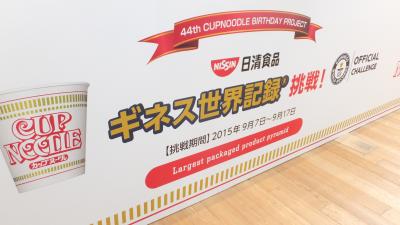 44th CUPNOODLE BIRTHDAY PROJECT
NISSIN 日清食品
ギネス世界記録®挑戦!
OFFICIAL
CHALLENGE
【挑戦期間】2015年9月7日~9月17日
Largest packaged product pyramid
CUP
NOODLE
カップヌードル